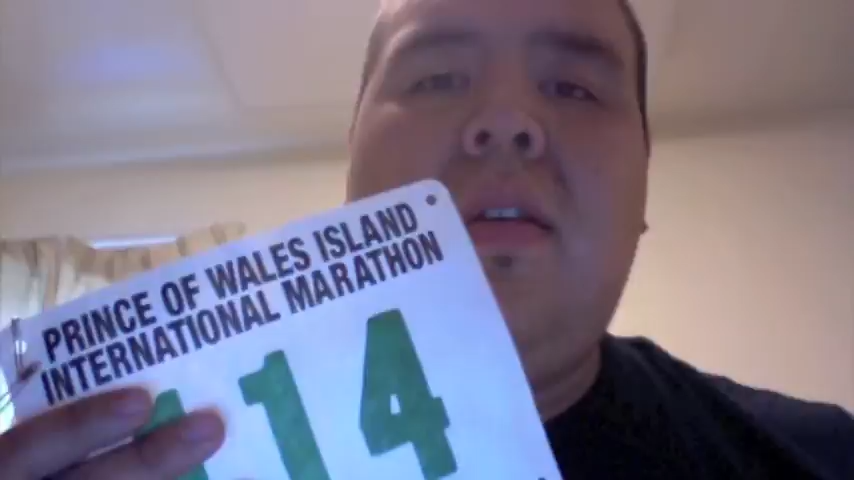 PRINCE OF WALES ISLAND
INTERNATIONAL MARATHON
14